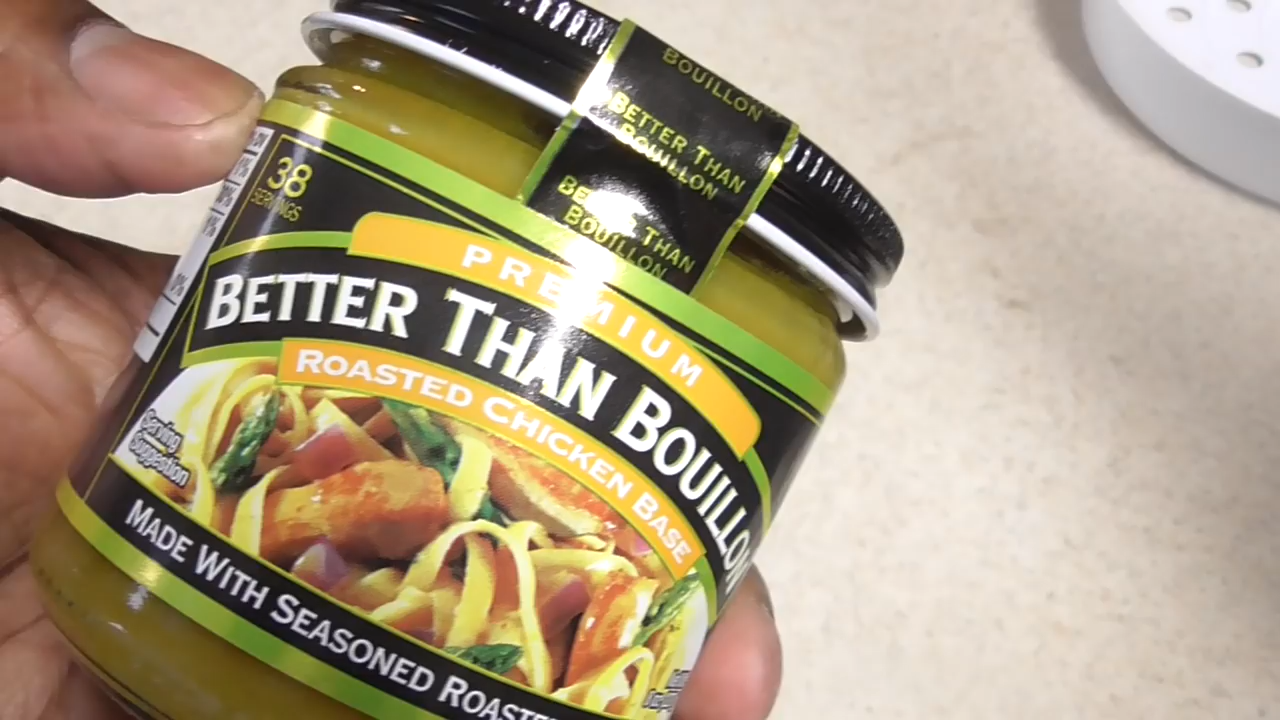 BOUILLON
BETTER THAN
BOUILLON
BETTER THAN
BOUILLON
38
SERVINGS
PREMIUM
BETTER THAN BOUILLON
ROASTED CHICKEN BASE
Serving
Suggestion
MADE WITH SEASONED